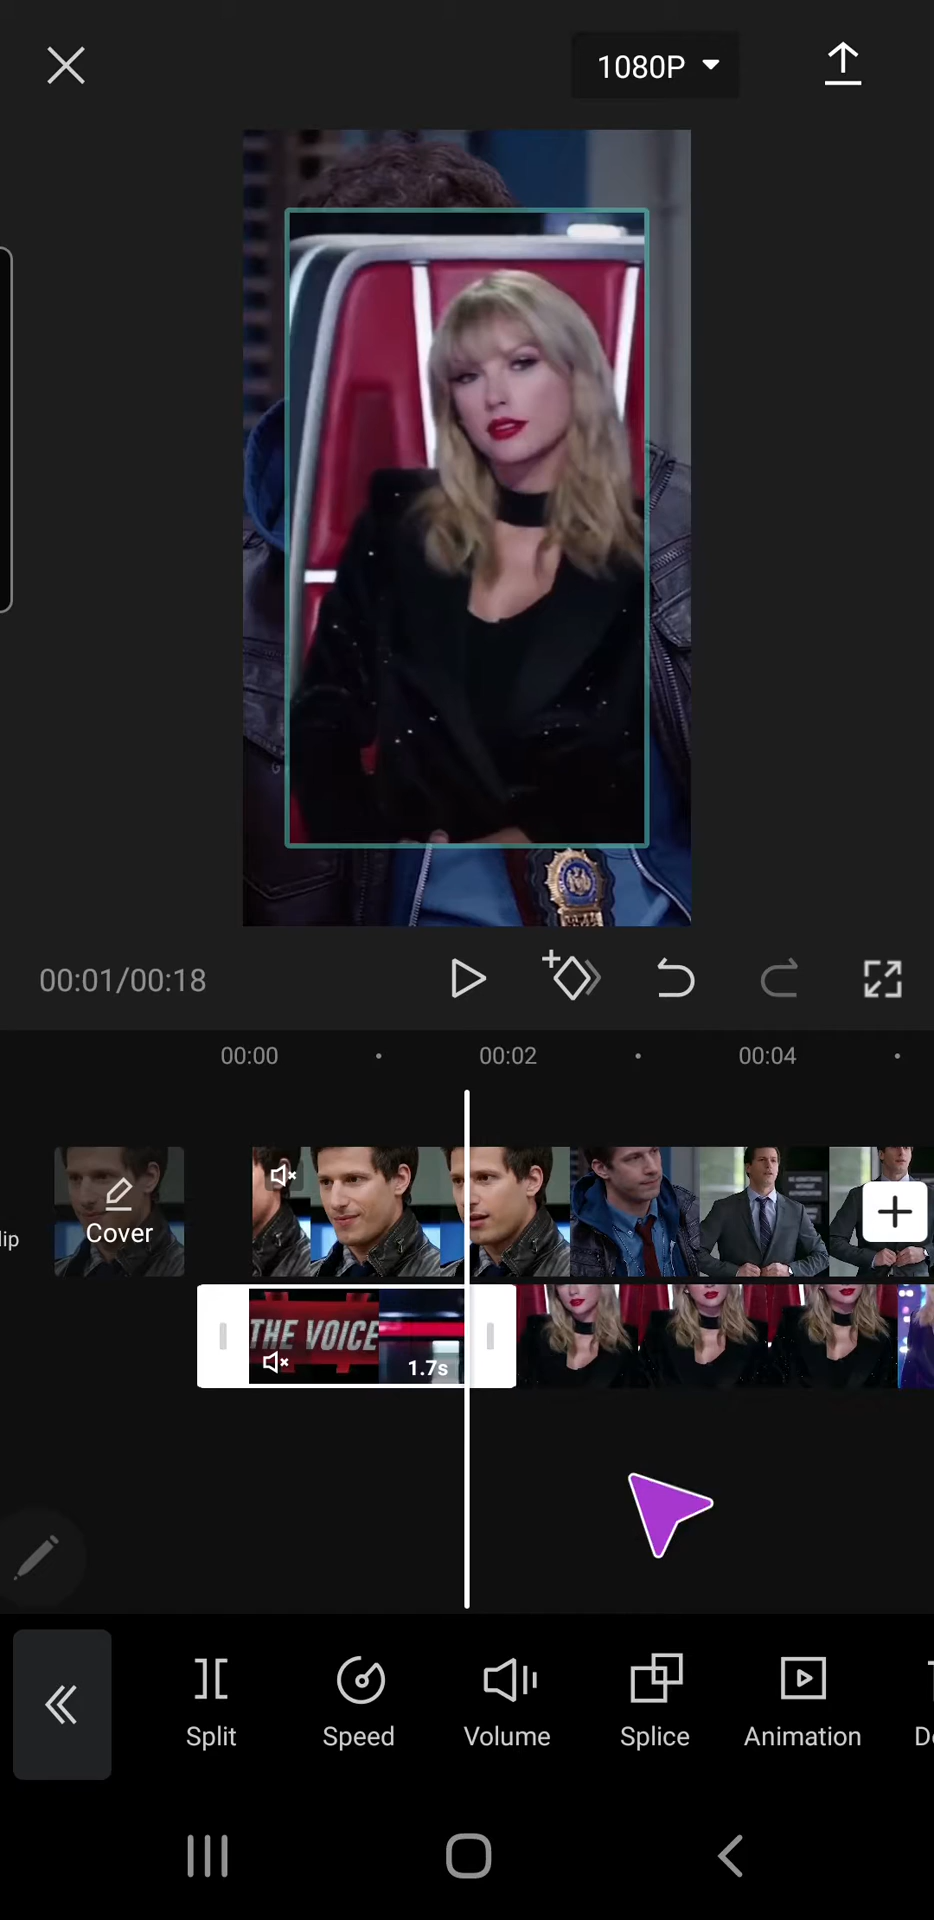 1080P
00:01/00:18
00:00
00:02
00:04
lip
Cover
THE VOICE
1.7s
Split
Speed
Volume
Splice
Animation
De